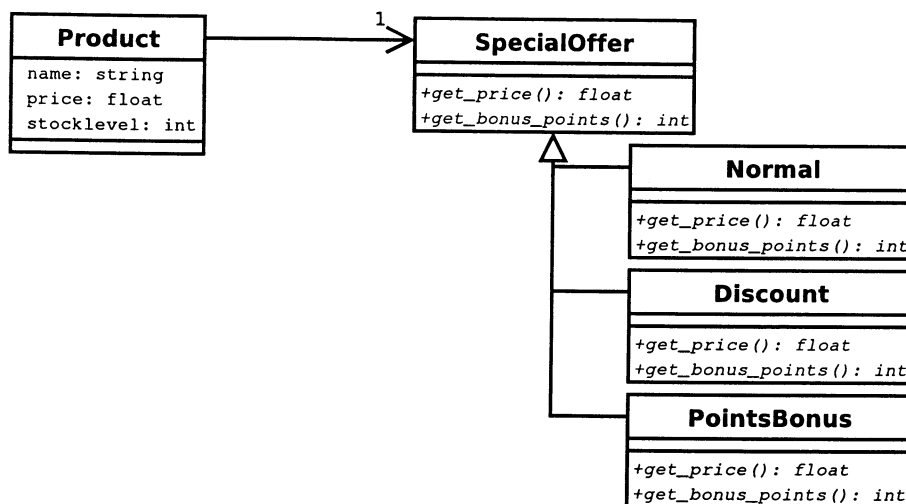 Product
name: string
price: float
stocklevel: int
1
SpecialOffer
+get_price(): float
+get_bonus_points(): int
Normal
+get_price(): float
+get_bonus_points(): int
Discount
+get_price(): float
+get_bonus_points(): int
PointsBonus
+get_price(): float
+get_bonus_points(): int